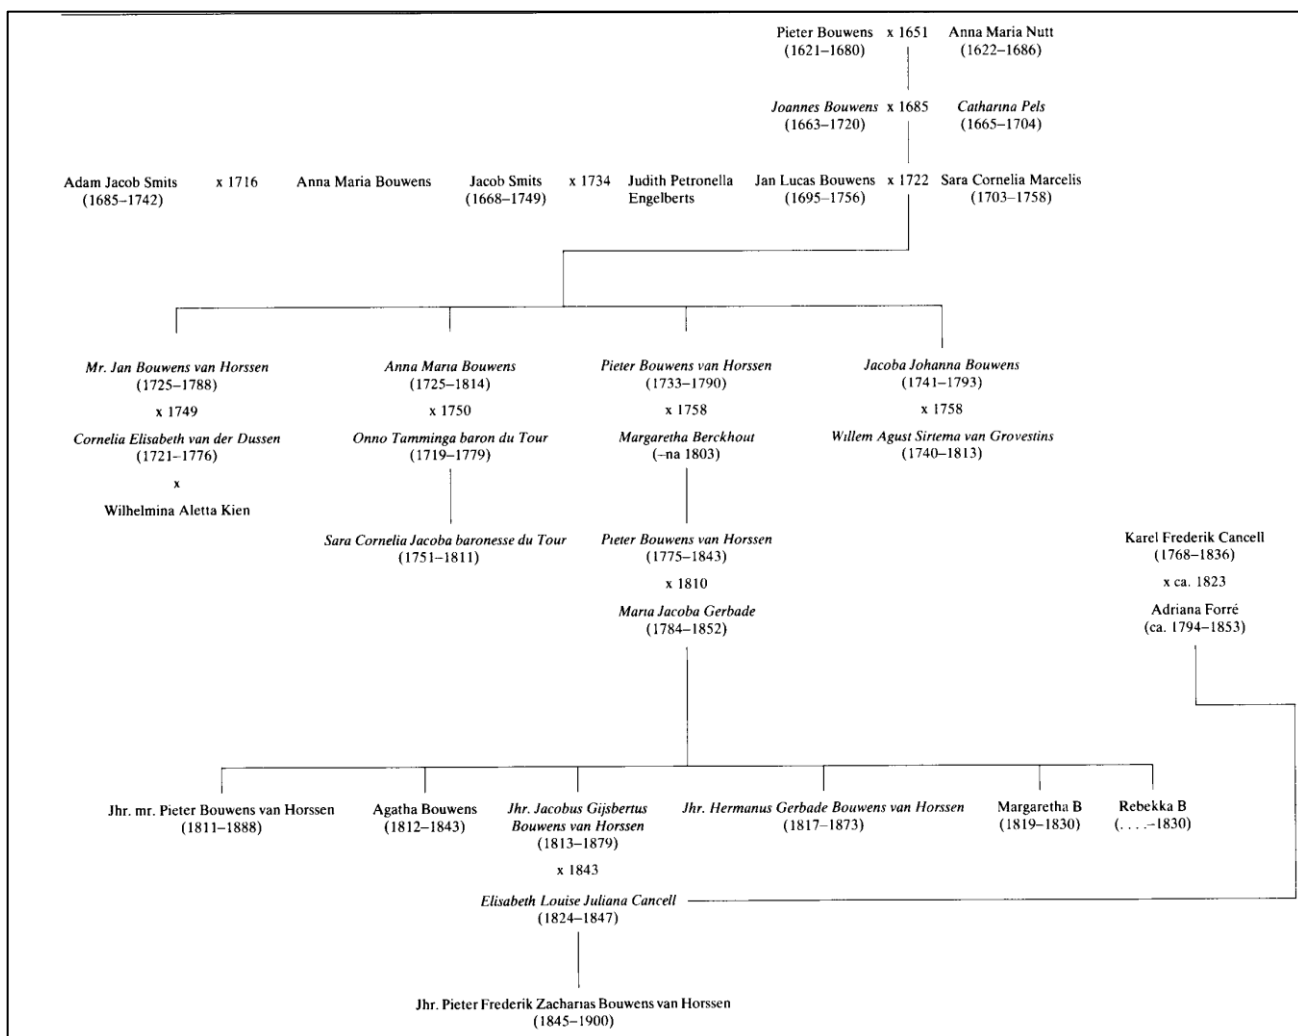 Pieter Bouwens x 1651 Anna Maria Nutt
(1621–1680) (1622–1686)
Joannes Bouwens x 1685 Catharina Pels
(1663–1720) (1665–1704)
Adam Jacob Smits x 1716 Anna Maria Bouwens Jacob Smits x 1734 Judith Petronella Jan Lucas Bouwens x 1722 Sara Cornelia Marcelis
(1685–1742) (1668–1749) Engelberts (1695–1756) (1703–1758)
Mr. Jan Bouwens van Horssen Anna Maria Bouwens Pieter Bouwens van Horssen Jacoba Johanna Bouwens
(1725–1788) (1725–1814) (1733–1790) (1741–1793)
x 1749 x 1750 x 1758 x 1758
Cornelia Elisabeth van der Dussen Onno Tamminga baron du Tour Margaretha Berckhout Willem Agust Sirtema van Grovestins
(1721–1776) (1719–1779) (–na 1803) (1740–1813)
x
Wilhelmina Aletta Kien
Sara Cornelia Jacoba baronesse du Tour Pieter Bouwens van Horssen Karel Frederik Cancell
(1751–1811) (1775–1843) (1768–1836)
x 1810 x ca. 1823
Maria Jacoba Gerbade Adriana Forré
(1784–1852) (ca. 1794–1853)
Jhr. mr. Pieter Bouwens van Horssen Agatha Bouwens Jhr. Jacobus Gijsbertus Jhr. Hermanus Gerbade Bouwens van Horssen Margaretha B Rebekka B
(1811–1888) (1812–1843) Bouwens van Horssen (1817–1873) (1819–1830) (. . . .–1830)
(1813–1879)
x 1843
Elisabeth Louise Juliana Cancell
(1824–1847)
Jhr. Pieter Frederik Zacharias Bouwens van Horssen
(1845–1900)